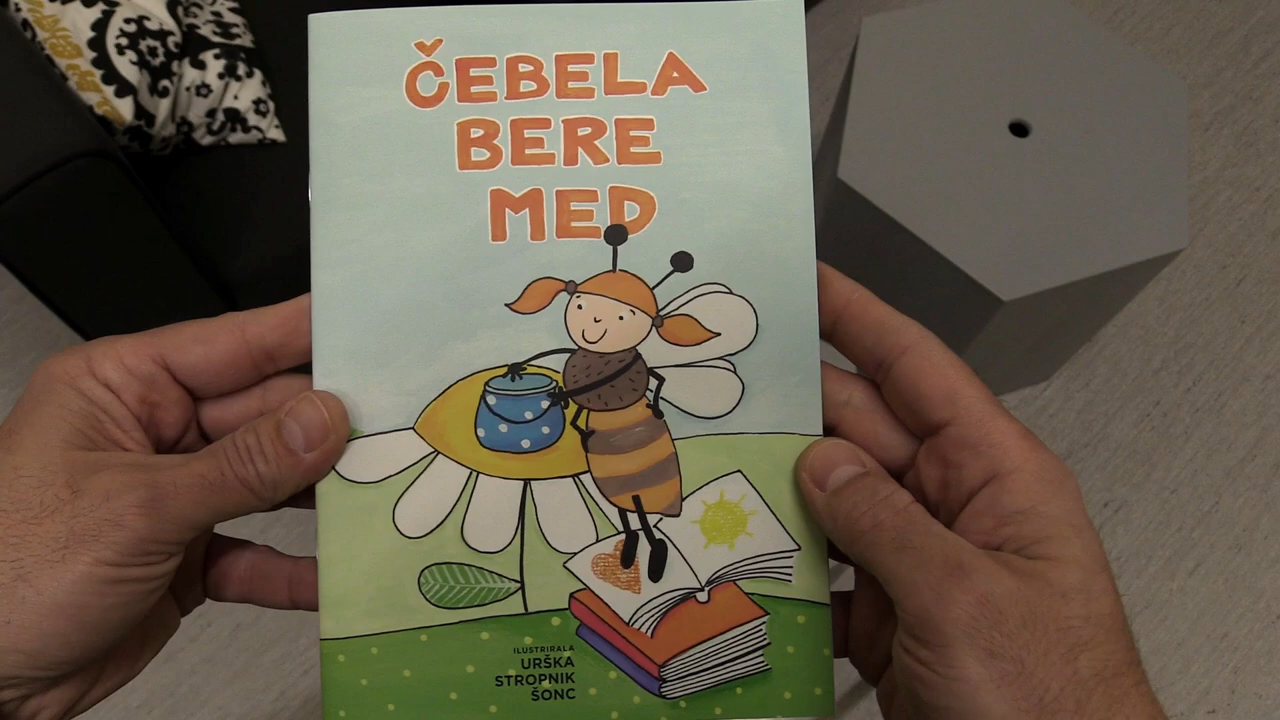 ČEBELA
BERE
MED
ILUSTRIRALA
URŠKA
STROPNIK
ŠONC